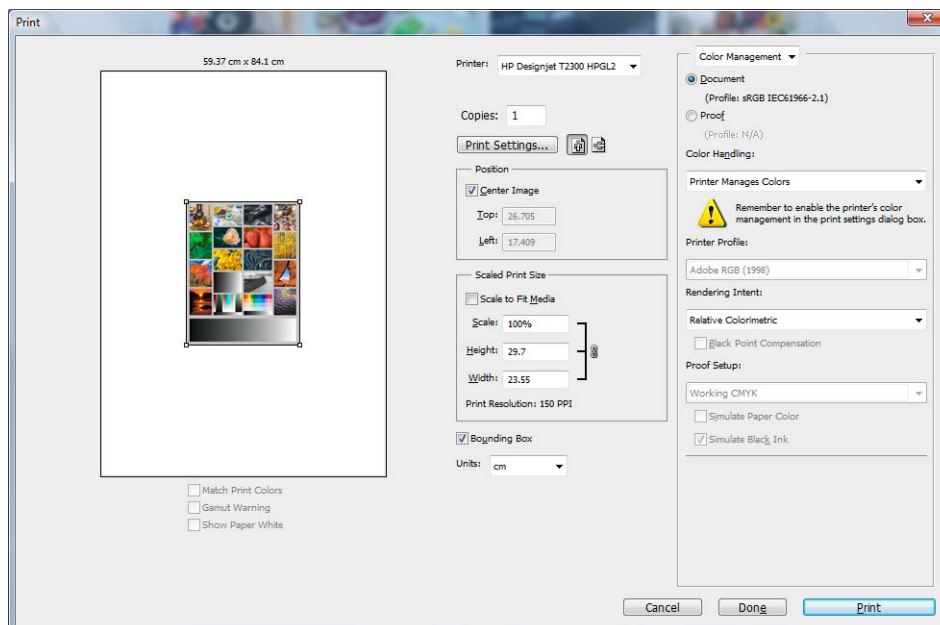 Print
59.37 cm x 84.1 cm
Match Print Colors
Gamut Warning
Show Paper White
Printer: HP Designjet T2300 HPGL2
Copies: 1
Print Settings...
Position
Center Image
Top: 26.705
Left: 17.409
Scaled Print Size
Scale to Fit Media
Scale: 100%
Height: 29.7
Width: 23.55
Print Resolution: 150 PPI
Bounding Box
Units: cm
Color Management
Document
(Profile: sRGB IEC61966-2.1)
Proof
(Profile: N/A)
Color Handling:
Printer Manages Colors
Remember to enable the printer's color
management in the print settings dialog box.
Printer Profile:
Adobe RGB (1998)
Rendering Intent:
Relative Colorimetric
Black Point Compensation
Proof Setup:
Working CMYK
Simulate Paper Color
Simulate Black Ink
Cancel
Done
Print